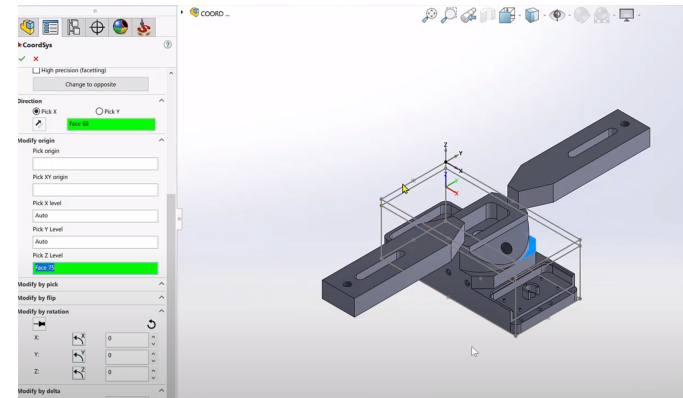 COORD ...
CoordSys
High precision (facetting)
Change to opposite
Direction
Pick X
Pick Y
Face 68
Modify origin
Pick origin
Pick XY origin
Pick X level
Auto
Pick Y Level
Auto
Pick Z Level
Face 75
Modify by pick
Modify by flip
Modify by rotation
X:
X
0
Y:
Y
0
Z:
Z
0
Modify by delta
Z
Y
X
Z
X